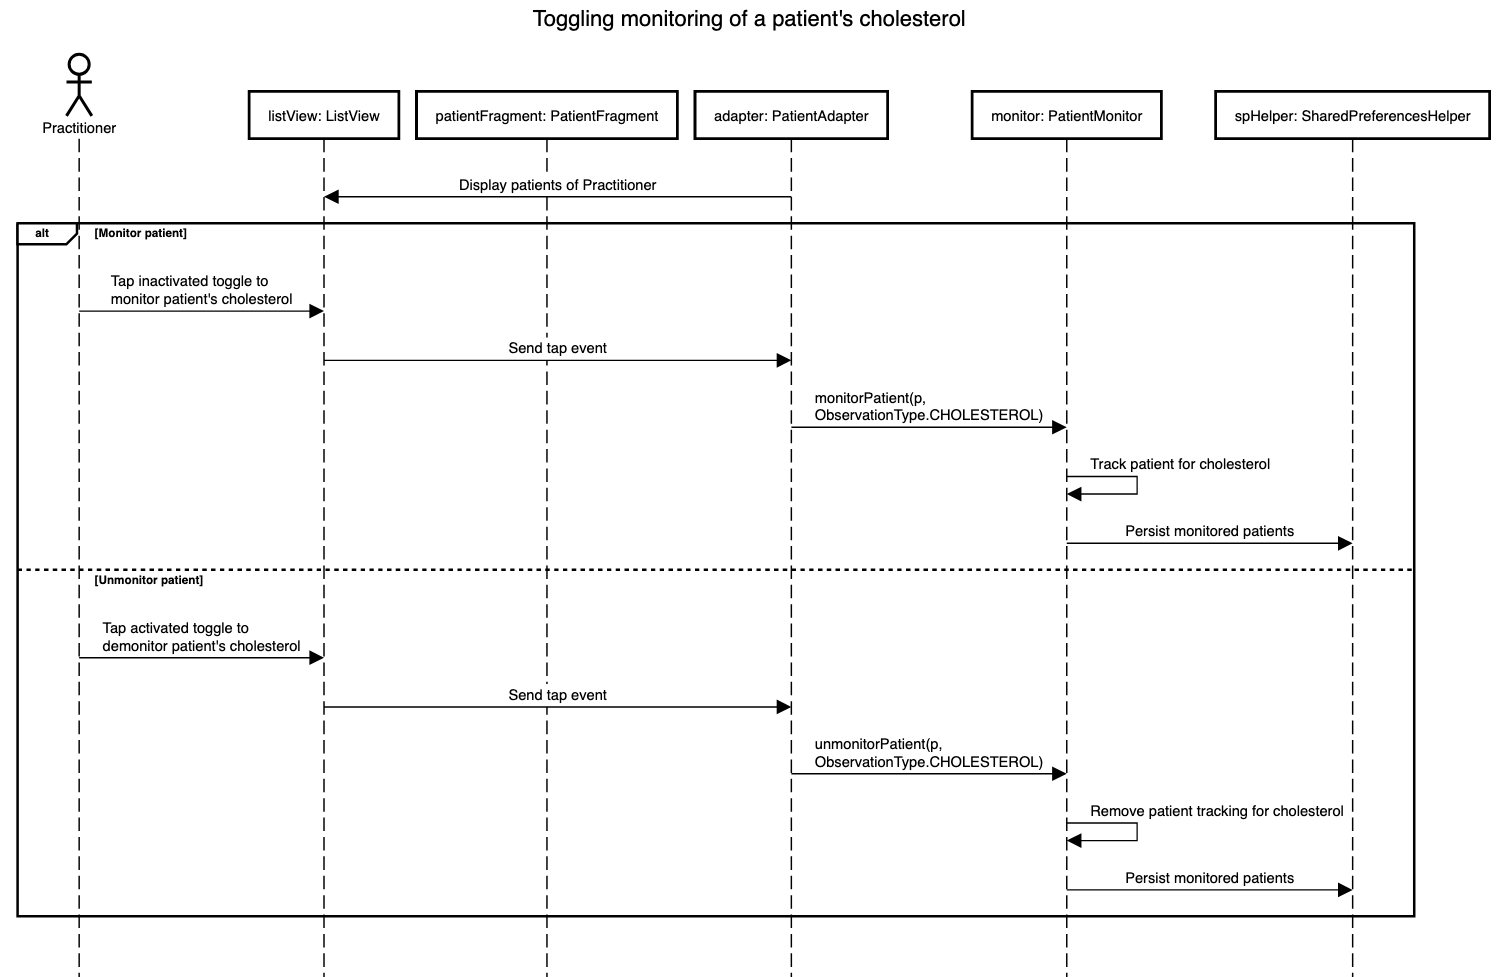 Toggling monitoring of a patient's cholesterol
Practitioner
listView: ListView
patientFragment: PatientFragment
adapter: PatientAdapter
monitor: PatientMonitor
spHelper: SharedPreferencesHelper
Display patients of Practitioner
alt
[Monitor patient]
Tap inactivated toggle to
monitor patient's cholesterol
Send tap event
monitorPatient(p,
ObservationType.CHOLESTEROL)
Track patient for cholesterol
Persist monitored patients
[Unmonitor patient]
Tap activated toggle to
demonitor patient's cholesterol
Send tap event
unmonitorPatient(p,
ObservationType.CHOLESTEROL)
Remove patient tracking for cholesterol
Persist monitored patients